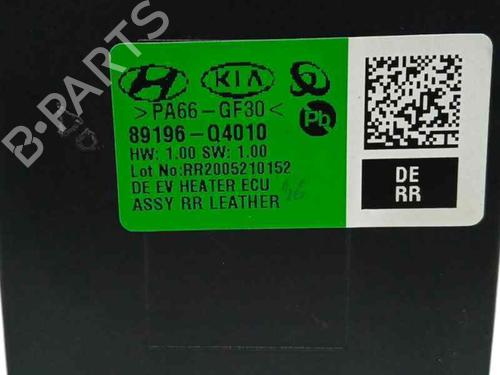 B-PARTS
KIA
>PA66-GF30<
Pb
89196-Q4010
HW: 1.00 SW: 1.00
Lot No:RR2005210152
DE EV HEATER ECU
ASSY RR LEATHER
DE
RR